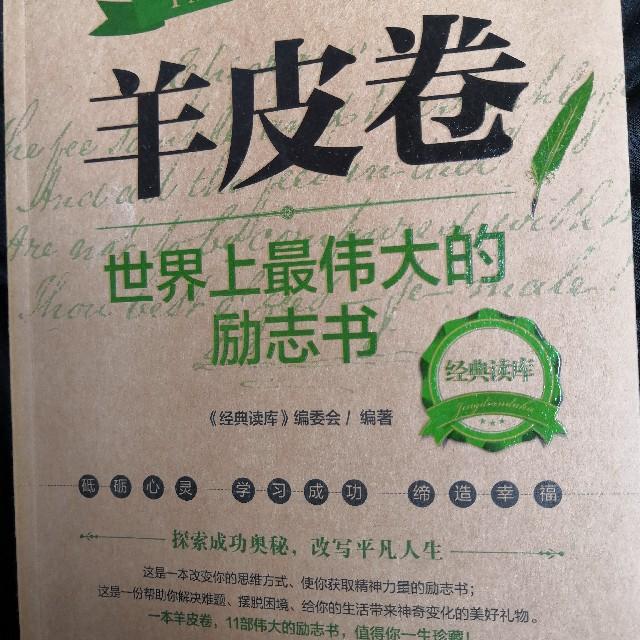 羊皮卷
世界上最伟大的
励志书
经典读库
Jingdianduku
《经典读库》编委会 / 编著
砥砺心灵 学习成功 缔造幸福
探索成功奥秘，改写平凡人生
这是一本改变你的思维方式、使你获取精神力量的励志书；
这是一份帮助你解决难题、摆脱困境、给你的生活带来神奇变化的美好礼物。
一本羊皮卷，11部伟大的励志书，值得你一生珍藏！